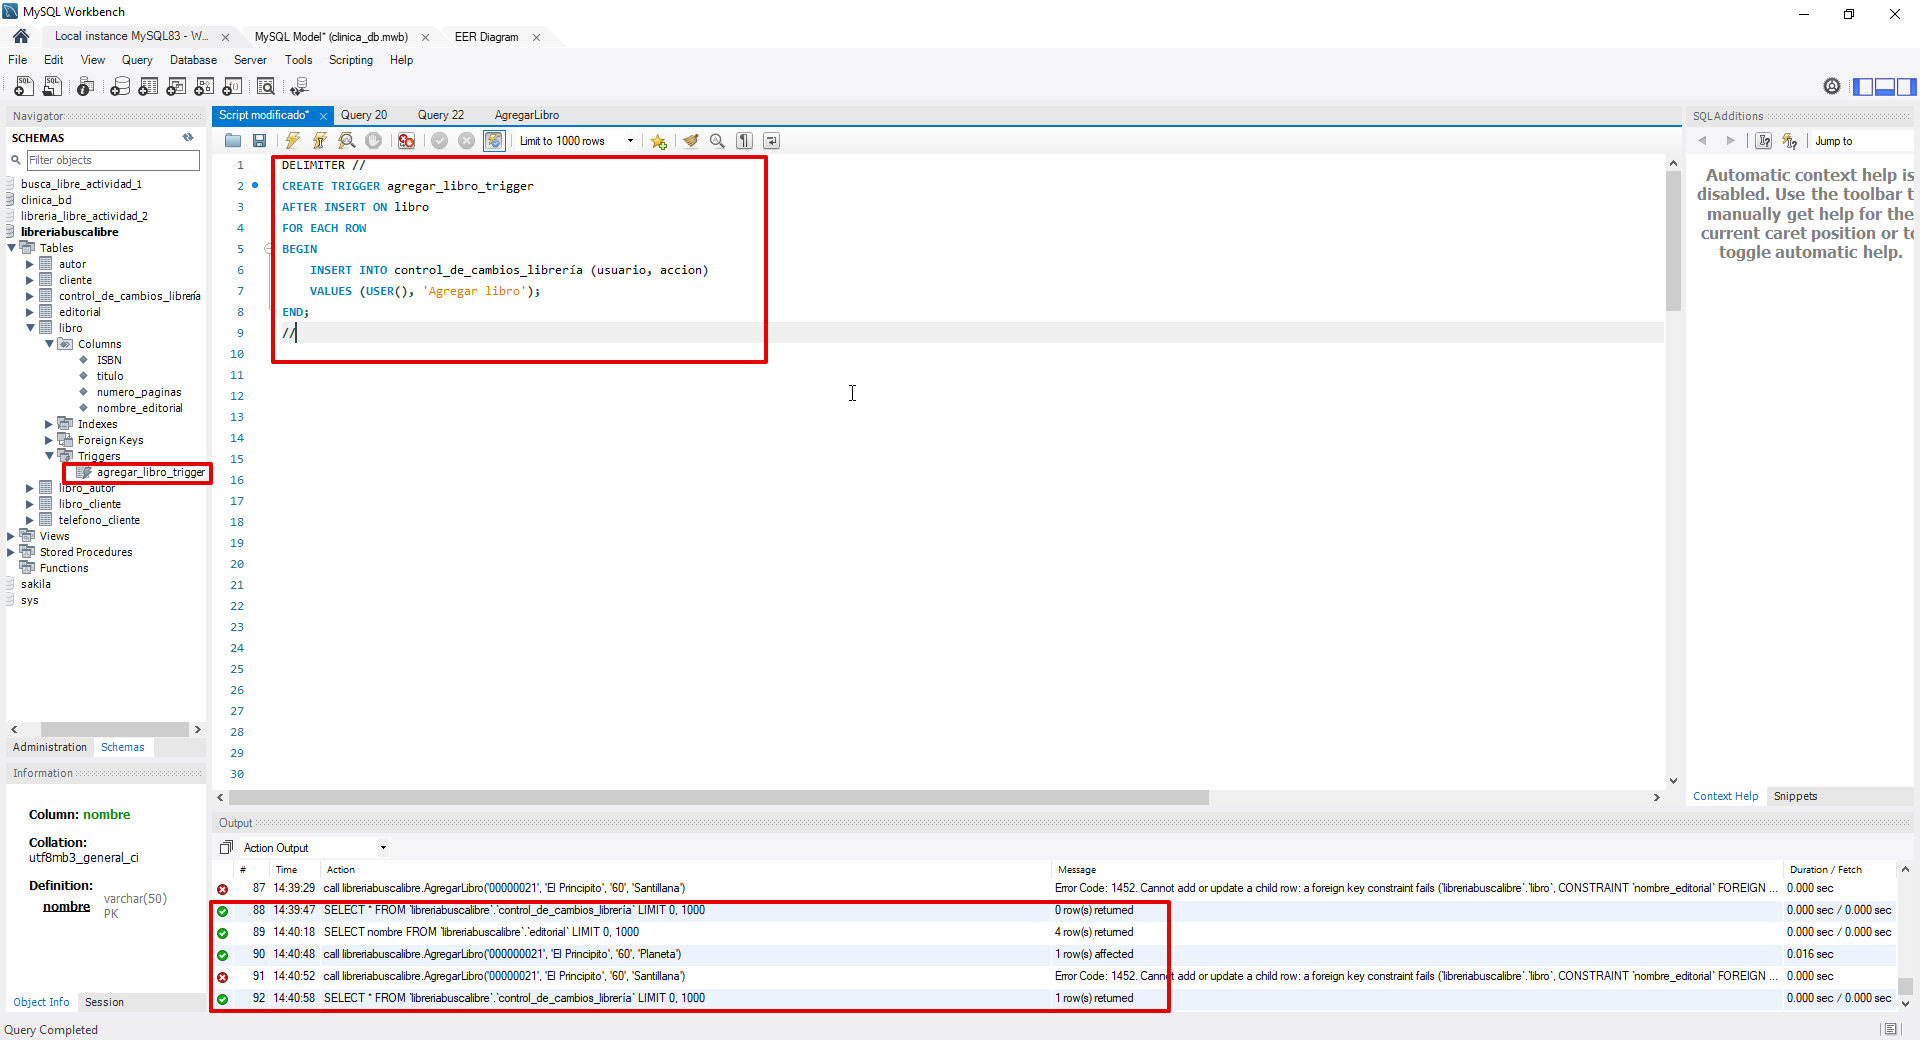 MySQL Workbench
Local instance MySQL83 - W...
MySQL Model* (clinica_db.mwb)
EER Diagram
File Edit View Query Database Server Tools Scripting Help
Navigator
SCHEMAS
Filter objects
busca_libre_actividad_1
clinica_bd
libreria_libre_actividad_2
libreriabuscalibre
Tables
autor
cliente
control_de_cambios_librería
editorial
libro
Columns
ISBN
titulo
numero_paginas
nombre_editorial
Indexes
Foreign Keys
Triggers
agregar_libro_trigger
libro_autor
libro_cliente
telefono_cliente
Views
Stored Procedures
Functions
sakila
sys
Administration Schemas
Information
Column: nombre
Collation:
utf8mb3_general_ci
Definition:
nombre varchar(50)
PK
Object Info Session
Script modificado* Query 20 Query 22 AgregarLibro
Limit to 1000 rows
1 DELIMITER //
2 CREATE TRIGGER agregar_libro_trigger
3 AFTER INSERT ON libro
4 FOR EACH ROW
5 BEGIN
6 INSERT INTO control_de_cambios_librería (usuario, accion)
7 VALUES (USER(), 'Agregar libro');
8 END;
9 //
10
11
12
13
14
15
16
17
18
19
20
21
22
23
24
25
26
27
28
29
30
SQLAdditions
Jump to
Automatic context help is
disabled. Use the toolbar t
manually get help for the
current caret position or to
toggle automatic help.
Context Help Snippets
Output
Action Output
# Time Action Message Duration / Fetch
87 14:39:29 call libreriabuscalibre.AgregarLibro('00000021', 'El Principito', '60', 'Santillana') Error Code: 1452. Cannot add or update a child row: a foreign key constraint fails (`libreriabuscalibre`.`libro`, CONSTRAINT `nombre_editorial` FOREIGN ... 0.000 sec
88 14:39:47 SELECT * FROM `libreriabuscalibre`.`control_de_cambios_librería` LIMIT 0, 1000 0 row(s) returned 0.000 sec / 0.000 sec
89 14:40:18 SELECT nombre FROM `libreriabuscalibre`.`editorial` LIMIT 0, 1000 4 row(s) returned 0.000 sec / 0.000 sec
90 14:40:48 call libreriabuscalibre.AgregarLibro('000000021', 'El Principito', '60', 'Planeta') 1 row(s) affected 0.016 sec
91 14:40:52 call libreriabuscalibre.AgregarLibro('000000021', 'El Principito', '60', 'Santillana') Error Code: 1452. Cannot add or update a child row: a foreign key constraint fails (`libreriabuscalibre`.`libro`, CONSTRAINT `nombre_editorial` FOREIGN ... 0.000 sec
92 14:40:58 SELECT * FROM `libreriabuscalibre`.`control_de_cambios_librería` LIMIT 0, 1000 1 row(s) returned 0.000 sec / 0.000 sec
Query Completed